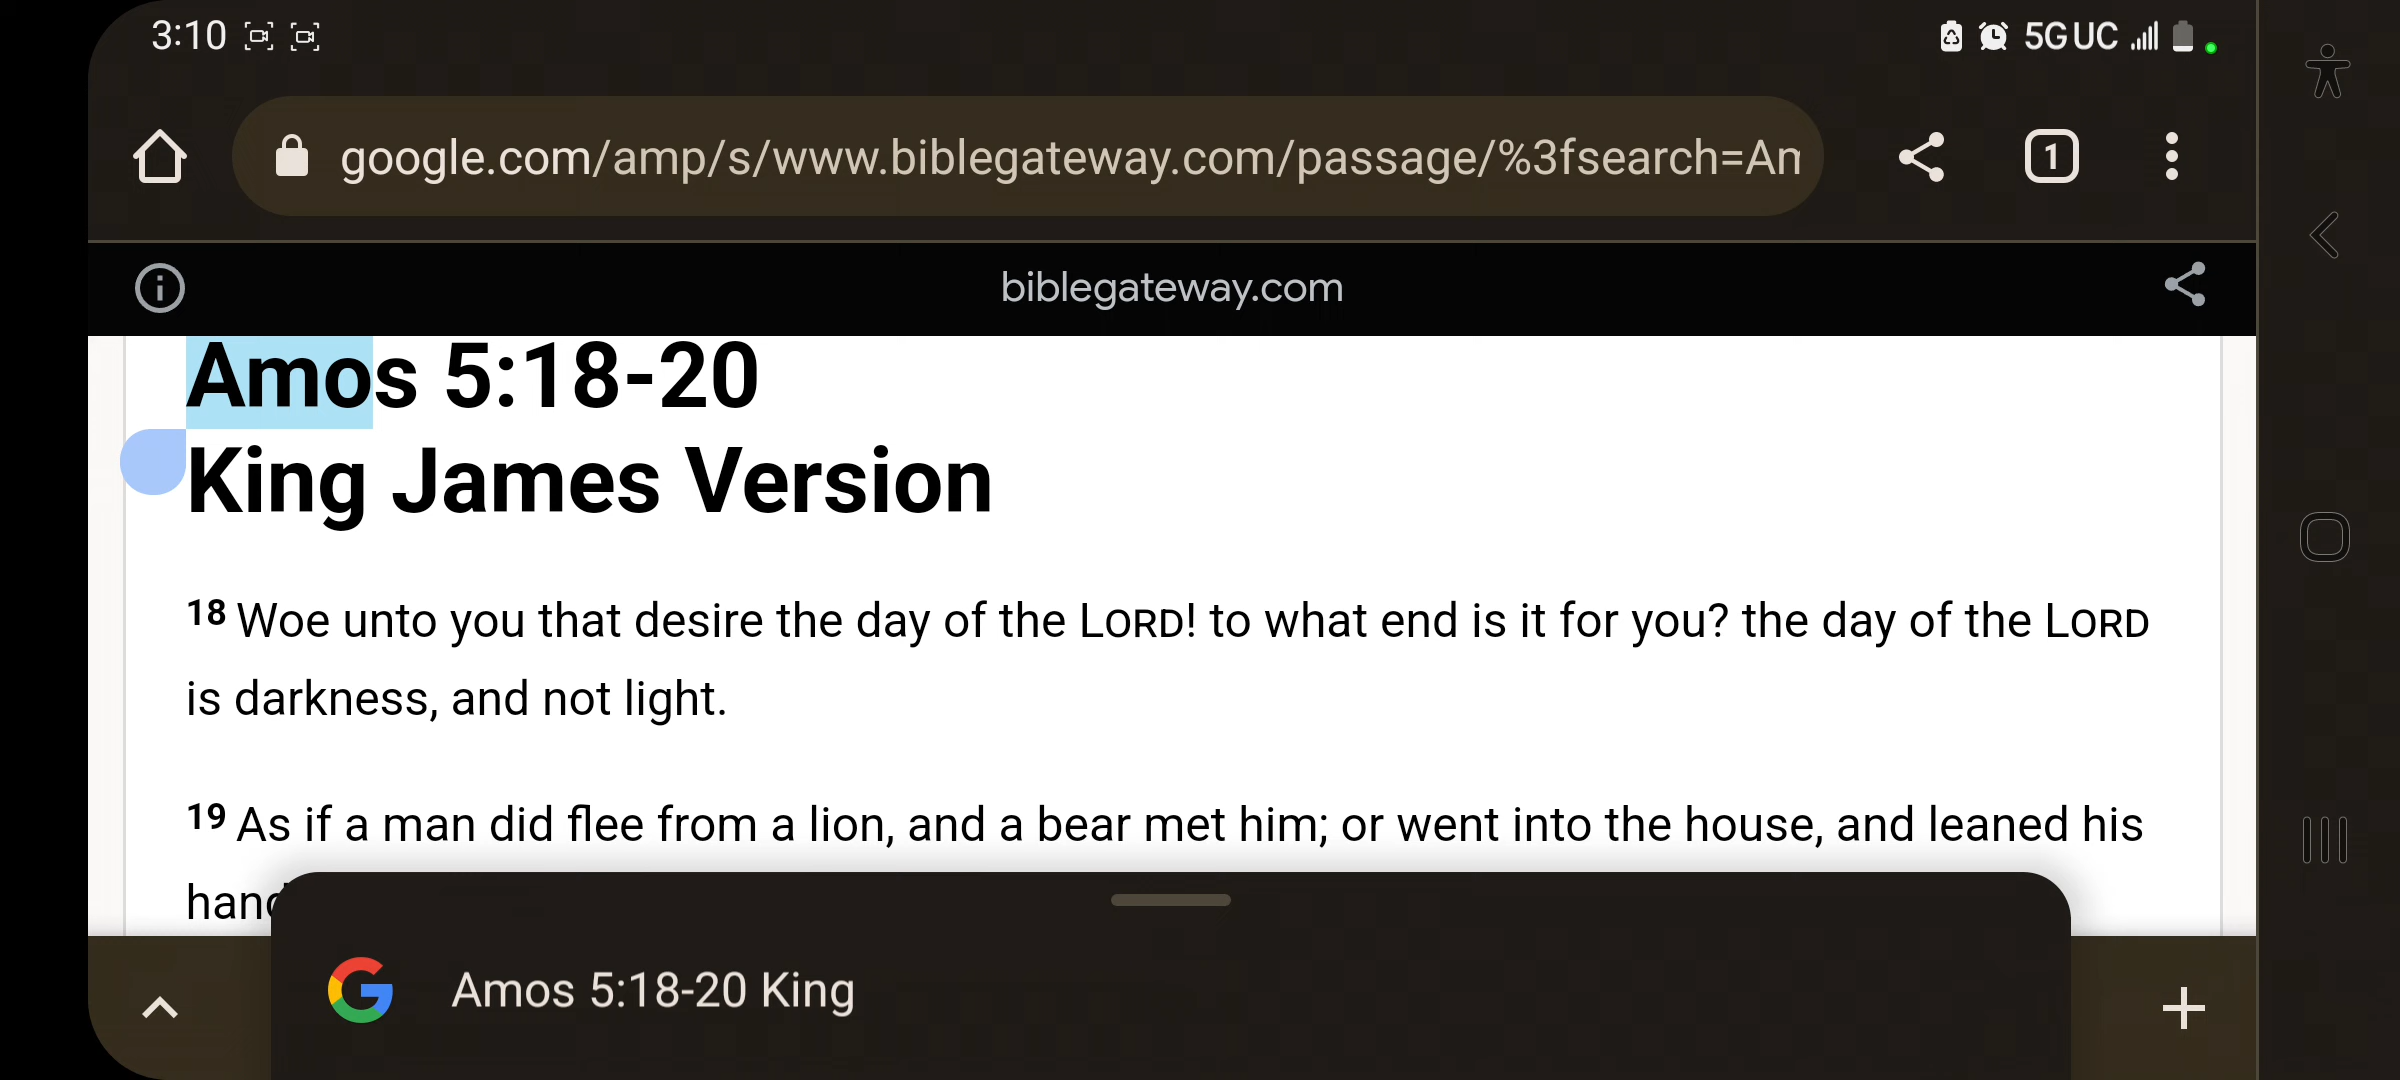 3:10 5G UC
google.com/amp/s/www.biblegateway.com/passage/%3fsearch=Am
1
biblegateway.com
Amos 5:18-20
King James Version
18 Woe unto you that desire the day of the LORD! to what end is it for you? the day of the LORD
is darkness, and not light.
19 As if a man did flee from a lion, and a bear met him; or went into the house, and leaned his
hand
Amos 5:18-20 King